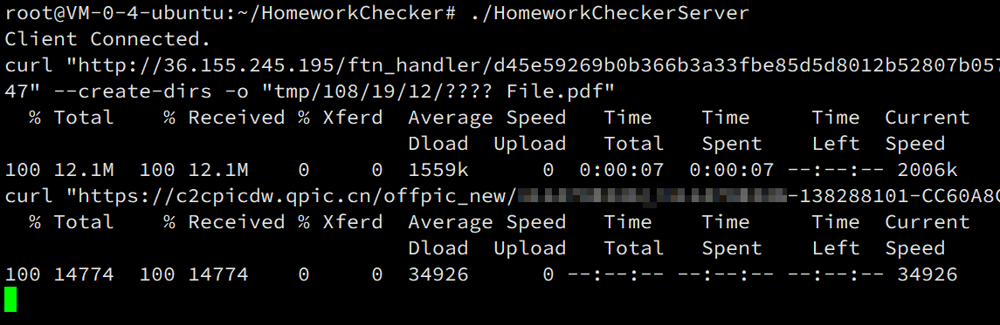 root@VM-0-4-ubuntu:~/HomeworkChecker# ./HomeworkCheckerServer
Client Connected.
curl "http://36.155.245.195/ftn_handler/d45e59269b0b366b3a33fbe85d5d8012b52807b057
47" --create-dirs -o "tmp/108/19/12/???? File.pdf"
% Total % Received % Xferd Average Speed Time Time Time Current
Dload Upload Total Spent Left Speed
100 12.1M 100 12.1M 0 0 1559k 0 0:00:07 0:00:07 --:--:-- 2006k
curl "https://c2cpicdw.qpic.cn/offpic_new/ -138288101-CC60A8C
% Total % Received % Xferd Average Speed Time Time Time Current
Dload Upload Total Spent Left Speed
100 14774 100 14774 0 0 34926 0 --:--:-- --:--:-- --:--:-- 34926